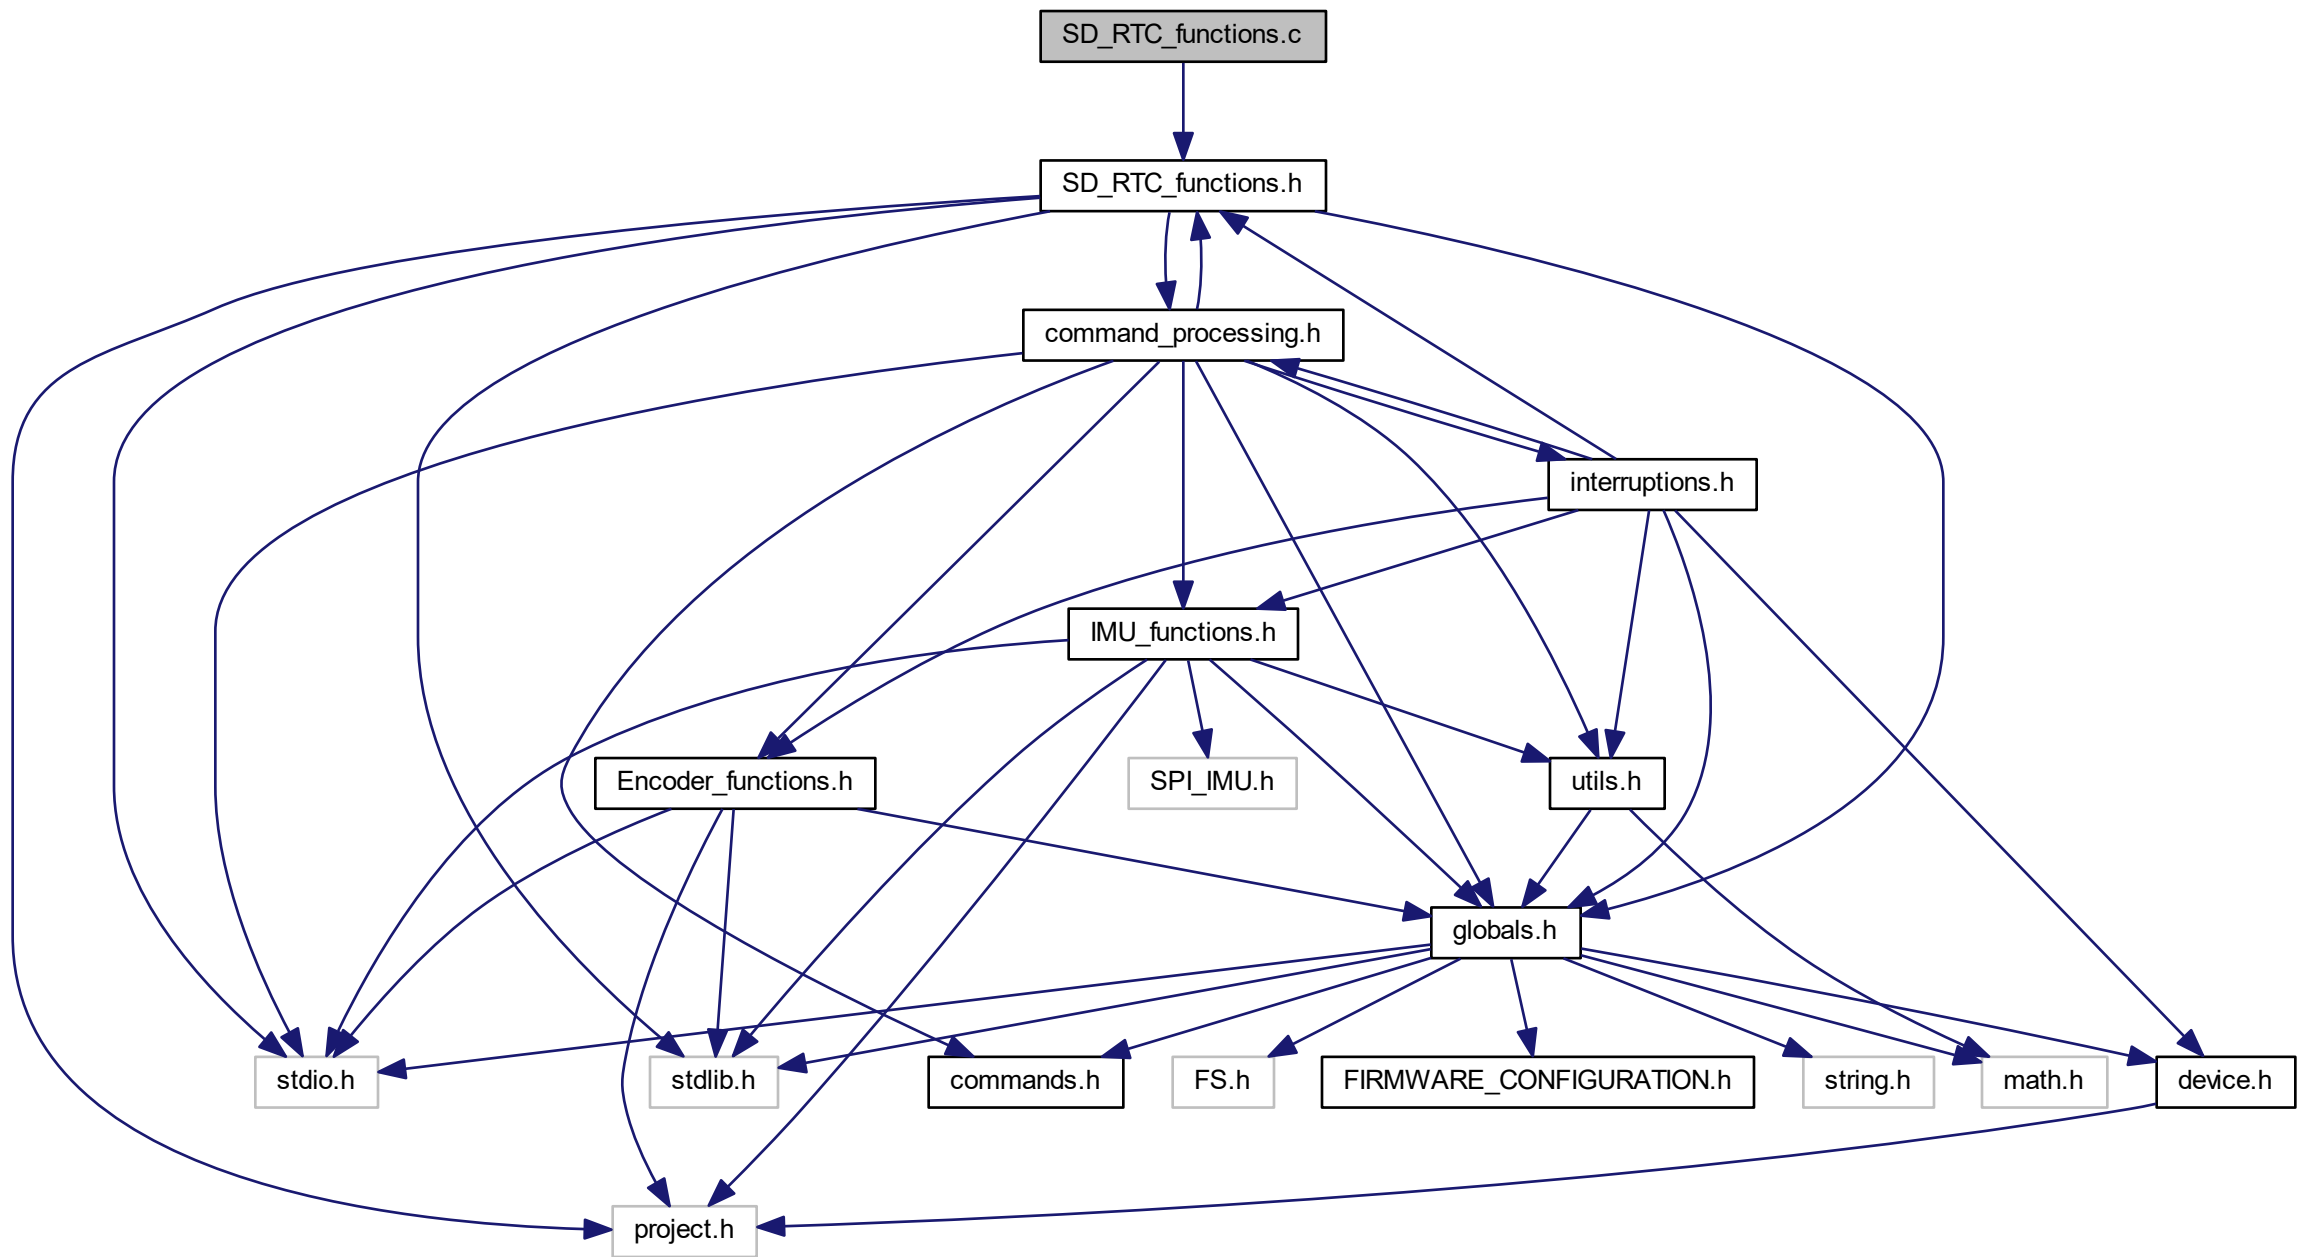 SD_RTC_functions.c
SD_RTC_functions.h
command_processing.h
interruptions.h
IMU_functions.h
Encoder_functions.h
SPI_IMU.h
utils.h
globals.h
stdio.h
stdlib.h
commands.h
FS.h
FIRMWARE_CONFIGURATION.h
string.h
math.h
device.h
project.h